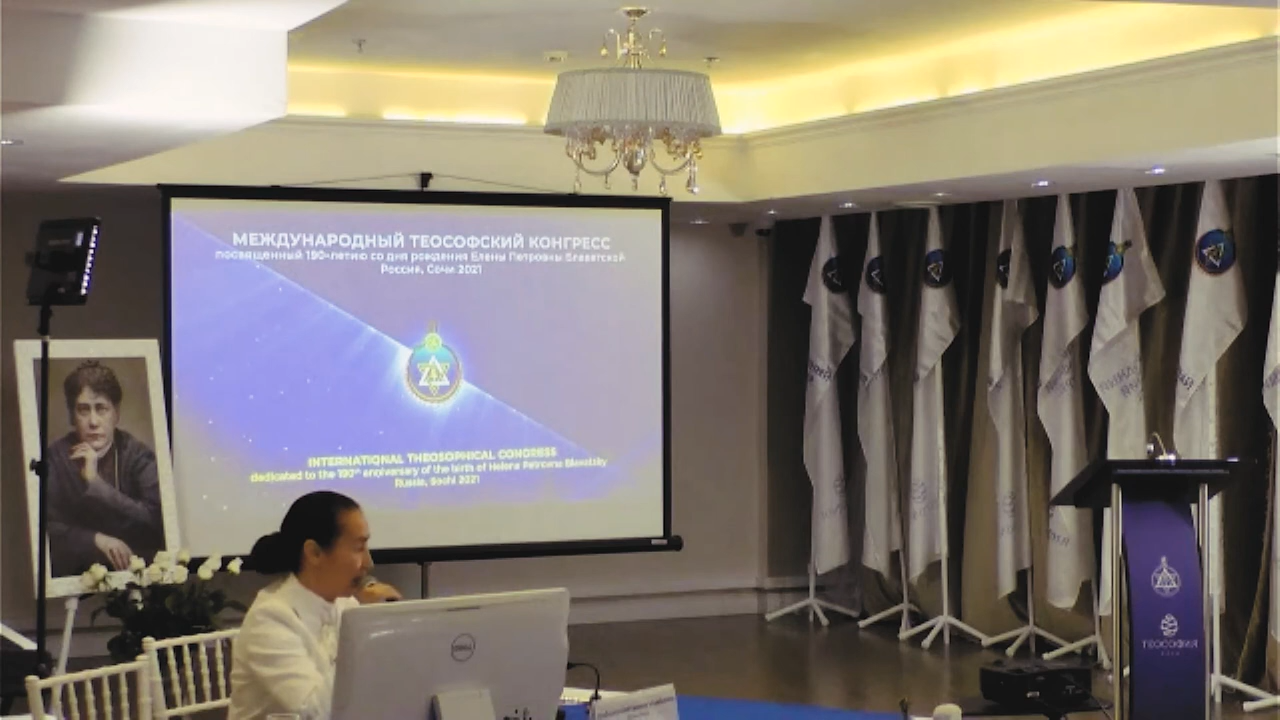 МЕЖДУНАРОДНЫЙ ТЕОСОФСКИЙ КОНГРЕСС
посвященный 190-летию со дня рождения Елены Петровны Блаватской
Россия, Сочи 2021
INTERNATIONAL THEOSOPHICAL CONGRESS
dedicated to the 190th anniversary of the birth of Helena Petrovna Blavatsky
Russia, Sochi 2021
DELL
ТЕОСОФИЯ